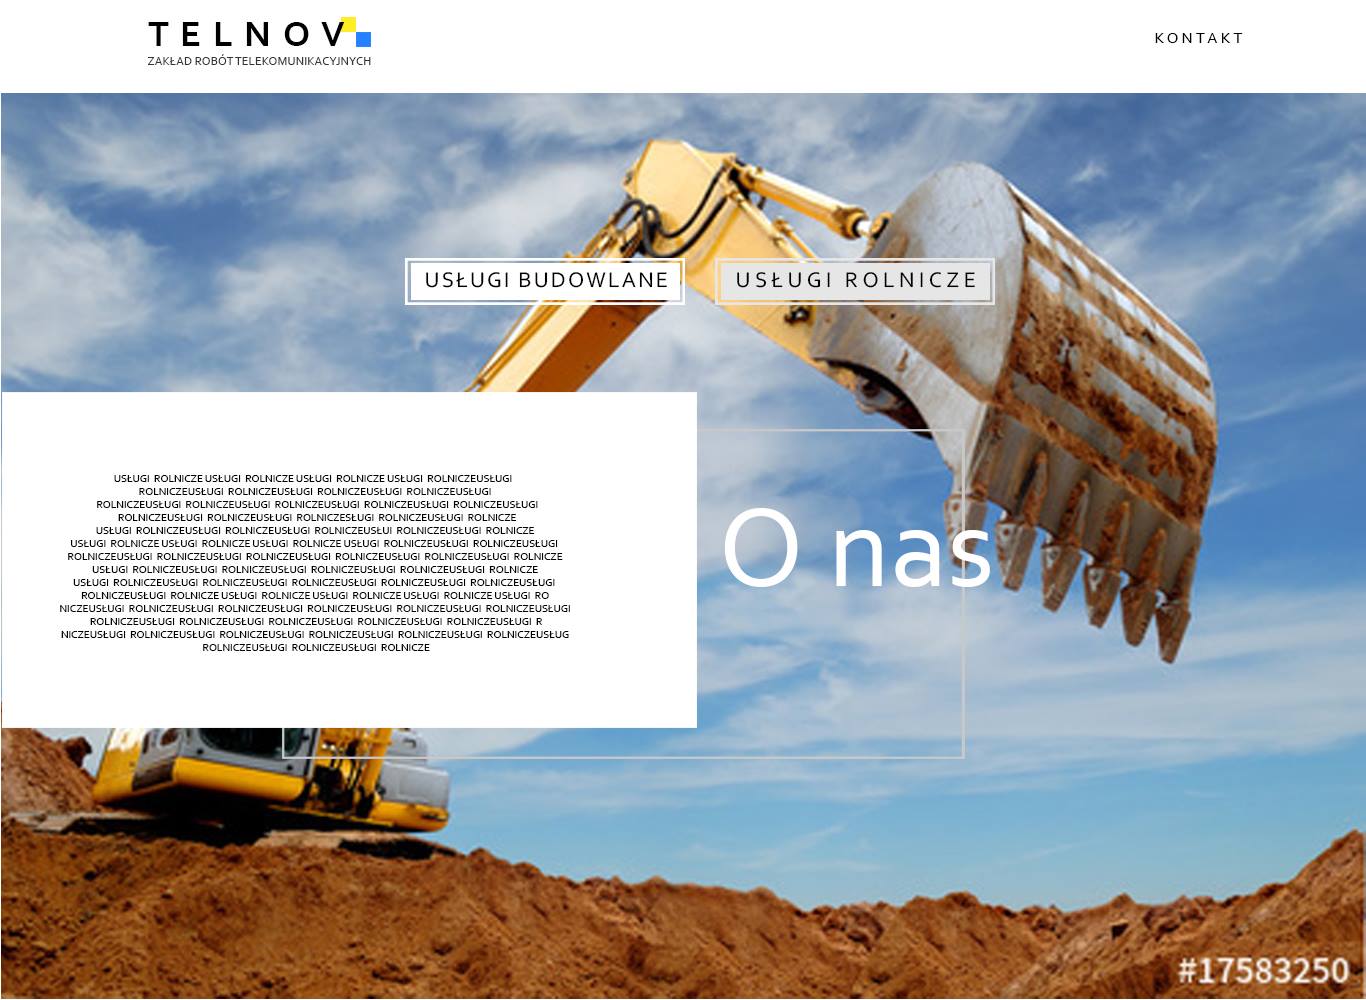 TELNOV
ZAKŁAD ROBÓT TELEKOMUNIKACYJNYCH
KONTAKT
USŁUGI BUDOWLANE
USŁUGI ROLNICZE
USŁUGI ROLNICZE USŁUGI ROLNICZE USŁUGI ROLNICZE USŁUGI ROLNICZEUSŁUGI
ROLNICZEUSŁUGI ROLNICZEUSŁUGI ROLNICZEUSŁUGI ROLNICZEUSŁUGI
ROLNICZEUSŁUGI ROLNICZEUSŁUGI ROLNICZEUSŁUGI ROLNICZEUSŁUGI ROLNICZEUSŁUGI
ROLNICZEUSŁUGI ROLNICZEUSŁUGI ROLNICZESŁUGI ROLNICZEUSŁUGI ROLNICZE
USŁUGI ROLNICZEUSŁUGI ROLNICZEUSŁUGI ROLNICZEUSŁUI ROLNICZEUSŁUGI ROLNICZE
USŁUGI ROLNICZE USŁUGI ROLNICZE USŁUGI ROLNICZE USŁUGI ROLNICZEUSŁUGI ROLNICZEUSŁUGI
ROLNICZEUSŁUGI ROLNICZEUSŁUGI ROLNICZEUSŁUGI ROLNICZEUSŁUGI ROLNICZEUSŁUGI ROLNICZE
USŁUGI ROLNICZEUSŁUGI ROLNICZEUSŁUGI ROLNICZEUSŁUGI ROLNICZEUSŁUGI ROLNICZE
USŁUGI ROLNICZEUSŁUGI ROLNICZEUSŁUGI ROLNICZEUSŁUGI ROLNICZEUSŁUGI ROLNICZEUSŁUGI
ROLNICZEUSŁUGI ROLNICZE USŁUGI ROLNICZE USŁUGI ROLNICZE USŁUGI ROLNICZE USŁUGI RO
NICZEUSŁUGI ROLNICZEUSŁUGI ROLNICZEUSŁUGI ROLNICZEUSŁUGI ROLNICZEUSŁUGI ROLNICZEUSŁUGI
ROLNICZEUSŁUGI ROLNICZEUSŁUGI ROLNICZEUSŁUGI ROLNICZEUSŁUGI ROLNICZEUSŁUGI R
NICZEUSŁUGI ROLNICZEUSŁUGI ROLNICZEUSŁUGI ROLNICZEUSŁUGI ROLNICZEUSŁUGI ROLNICZEUSŁUG
ROLNICZEUSŁUGI ROLNICZEUSŁUGI ROLNICZE
O nas
#17583250